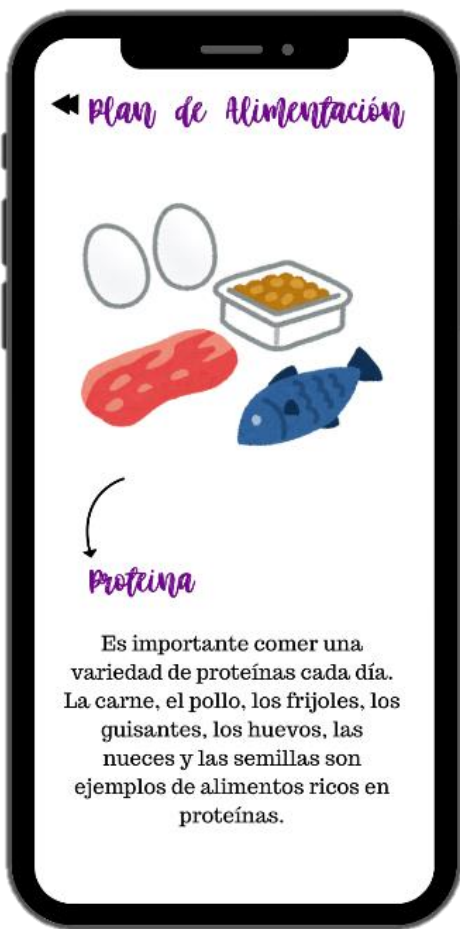 Plan de Alimentación
Proteina
Es importante comer una
variedad de proteínas cada día.
La carne, el pollo, los frijoles, los
guisantes, los huevos, las
nueces y las semillas son
ejemplos de alimentos ricos en
proteínas.